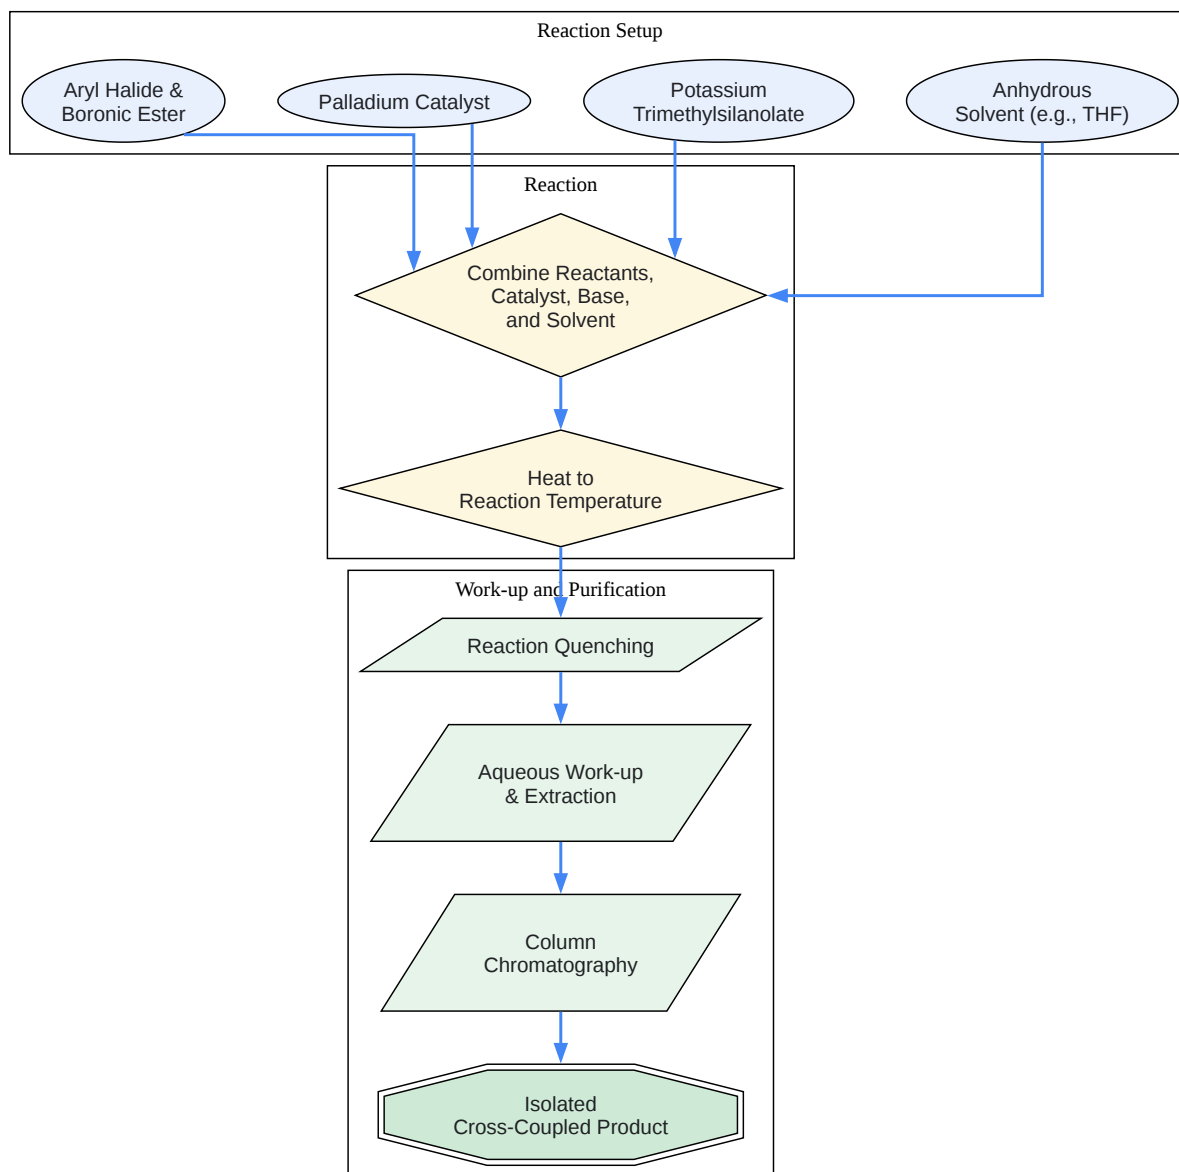 Reaction Setup
Aryl Halide &
Boronic Ester
Palladium Catalyst
Potassium
Trimethylsilanolate
Anhydrous
Solvent (e.g., THF)
Reaction
Combine Reactants,
Catalyst, Base,
and Solvent
Heat to
Reaction Temperature
Work-up and Purification
Reaction Quenching
Aqueous Work-up
& Extraction
Column
Chromatography
Isolated
Cross-Coupled Product